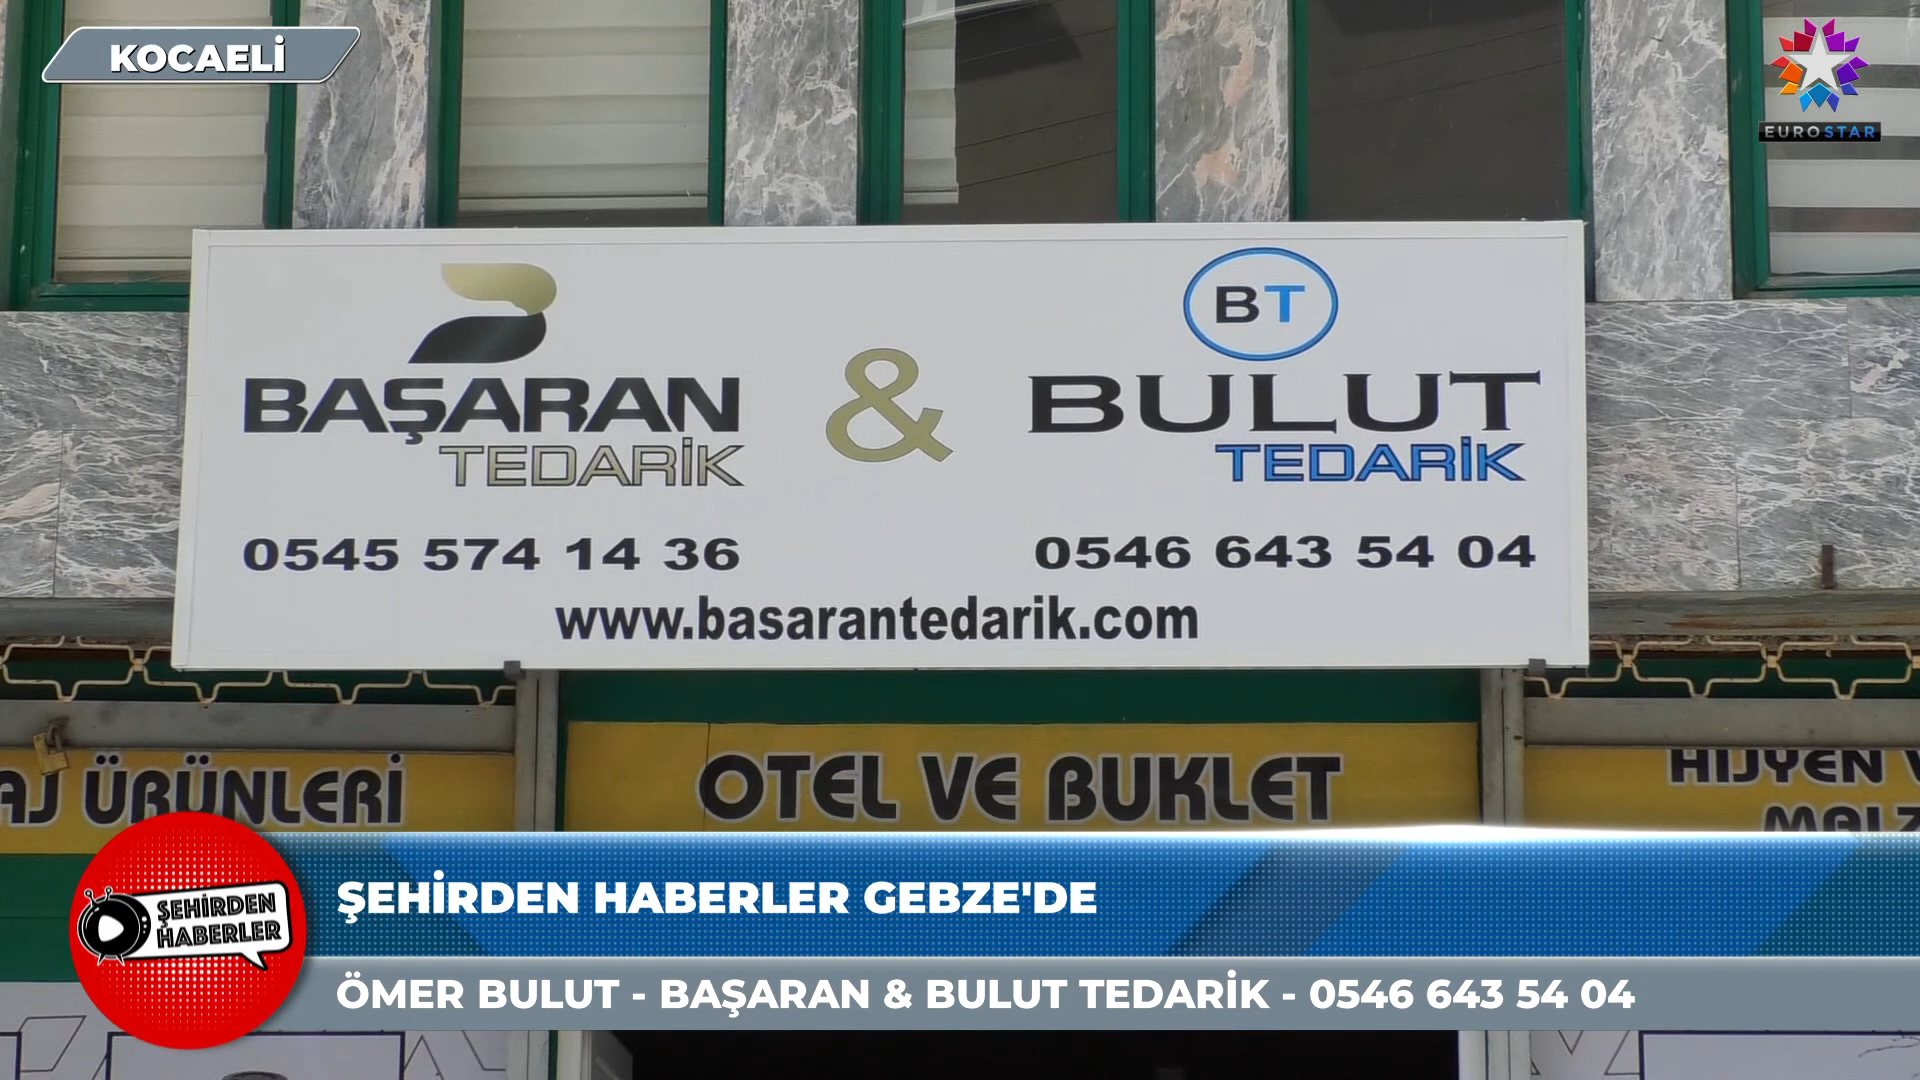 KOCAELİ
EUROSTAR
BT
BAŞARAN
TEDARİK
&
BULUT
TEDARİK
0545 574 14 36
0546 643 54 04
www.basarantedarik.com
ÜRÜNLERİ
OTEL VE BUKLET
HİJYEN
ŞEHİRDEN
HABERLER
ŞEHİRDEN HABERLER GEBZE'DE
ÖMER BULUT - BAŞARAN & BULUT TEDARİK - 0546 643 54 04